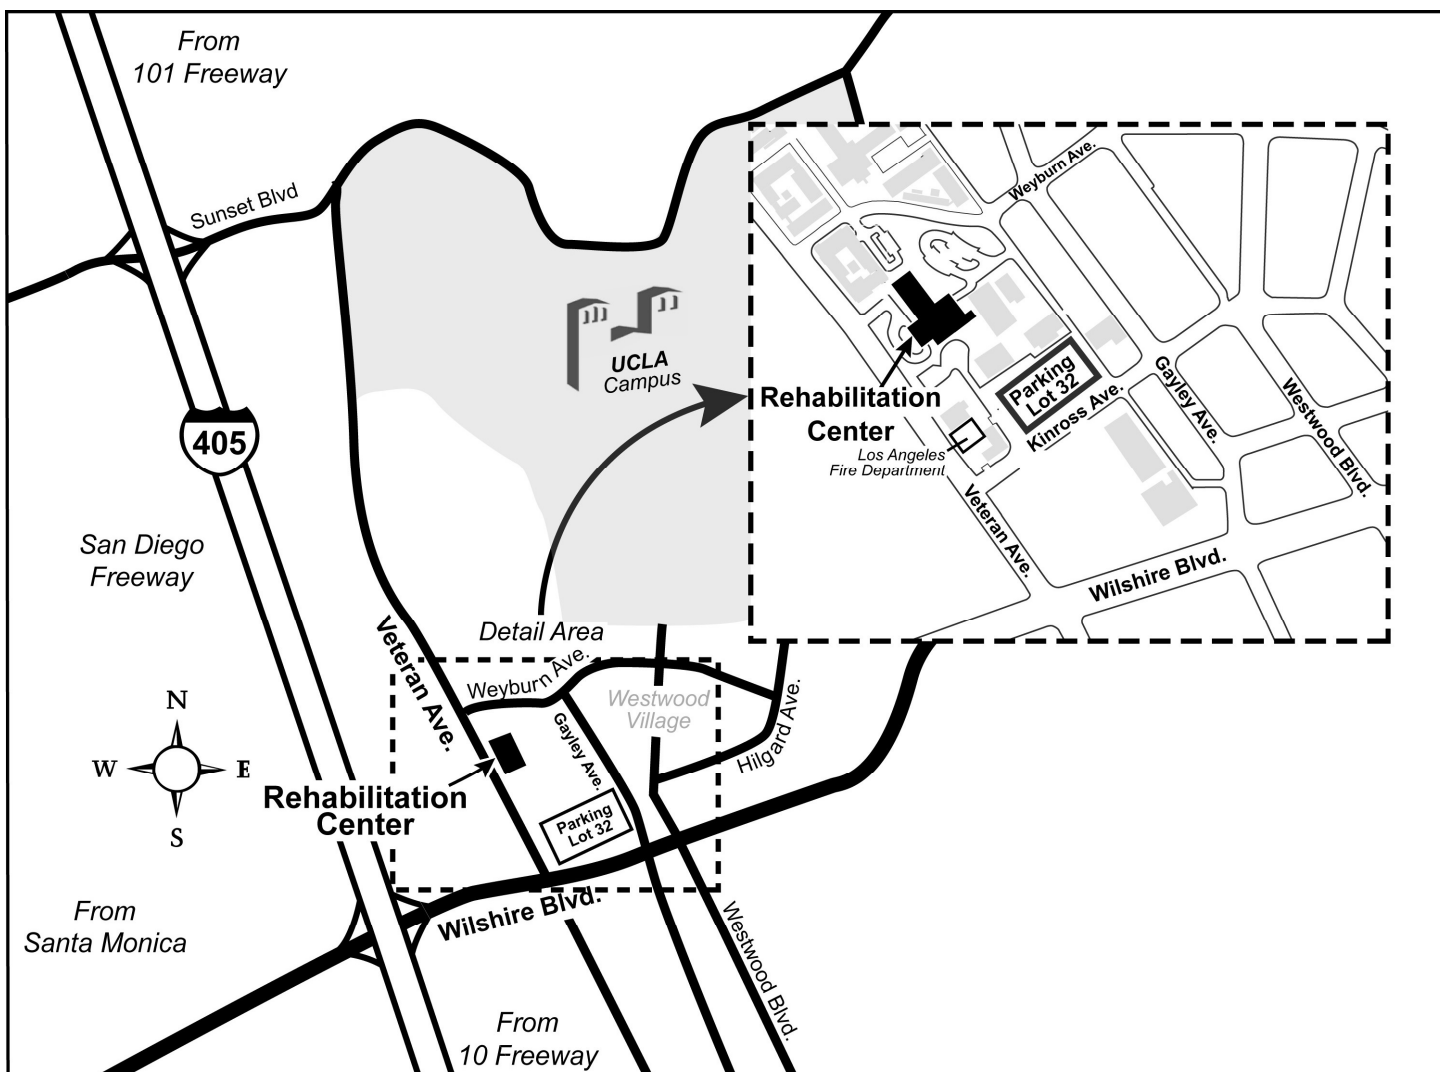 From
101 Freeway
Sunset Blvd
UCLA
Campus
405
San Diego
Freeway
Detail Area
Veteran Ave.
Weyburn Ave.
Westwood
Village
Gayley Ave.
Hilgard Ave.
Parking
Lot 32
Rehabilitation
Center
N
W
E
S
Wilshire Blvd.
Westwood Blvd.
From
Santa Monica
From
10 Freeway
Weyburn Ave.
Rehabilitation
Center
Parking
Lot 32
Kinross Ave.
Gayley Ave.
Westwood Blvd.
Los Angeles
Fire Department
Veteran Ave.
Wilshire Blvd.